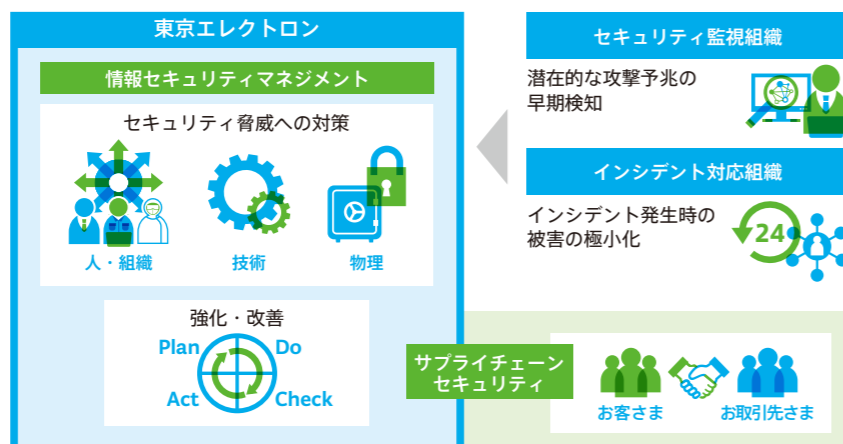 東京エレクトロン
情報セキュリティマネジメント
セキュリティ脅威への対策
人・組織
技術
物理
強化・改善
Plan
Do
Act
Check
セキュリティ監視組織
潜在的な攻撃予兆の
早期検知
インシデント対応組織
インシデント発生時の
被害の極小化
24
サプライチェーン
セキュリティ
お客さま
お取引先さま